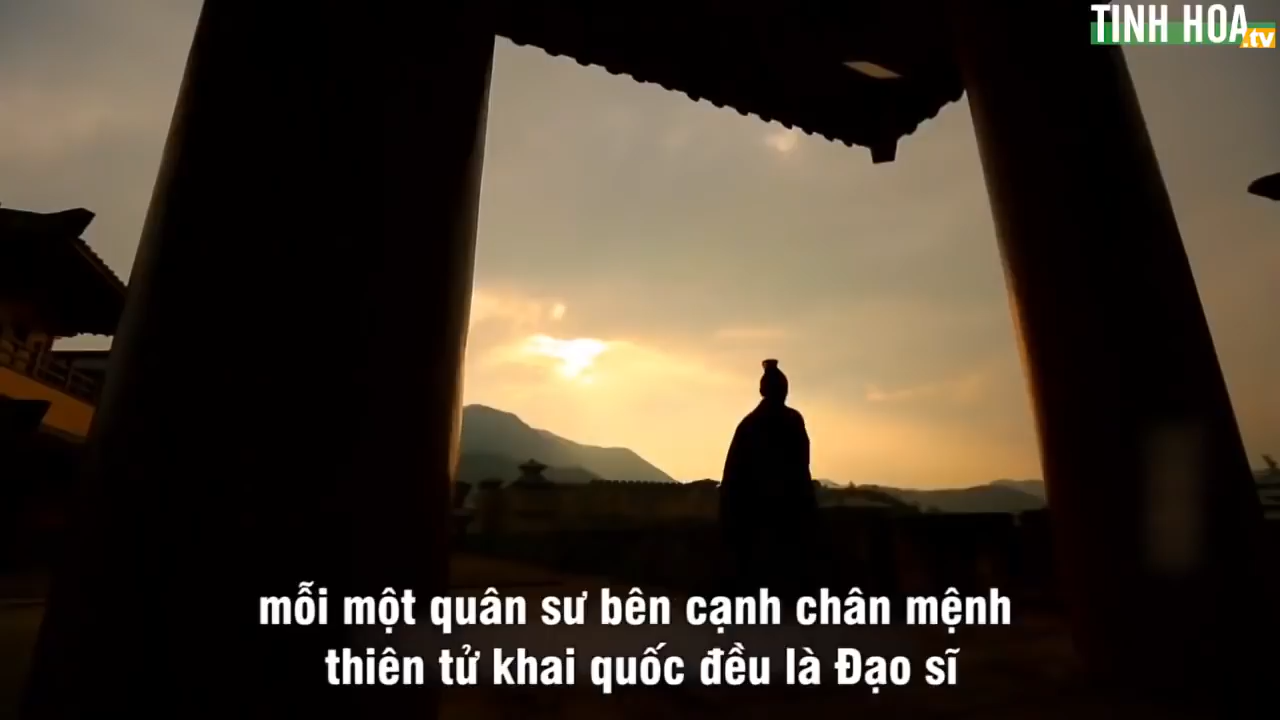 TINH HOA
.tv
mỗi một quân sư bên cạnh chân mệnh
thiên tử khai quốc đều là Đạo sĩ